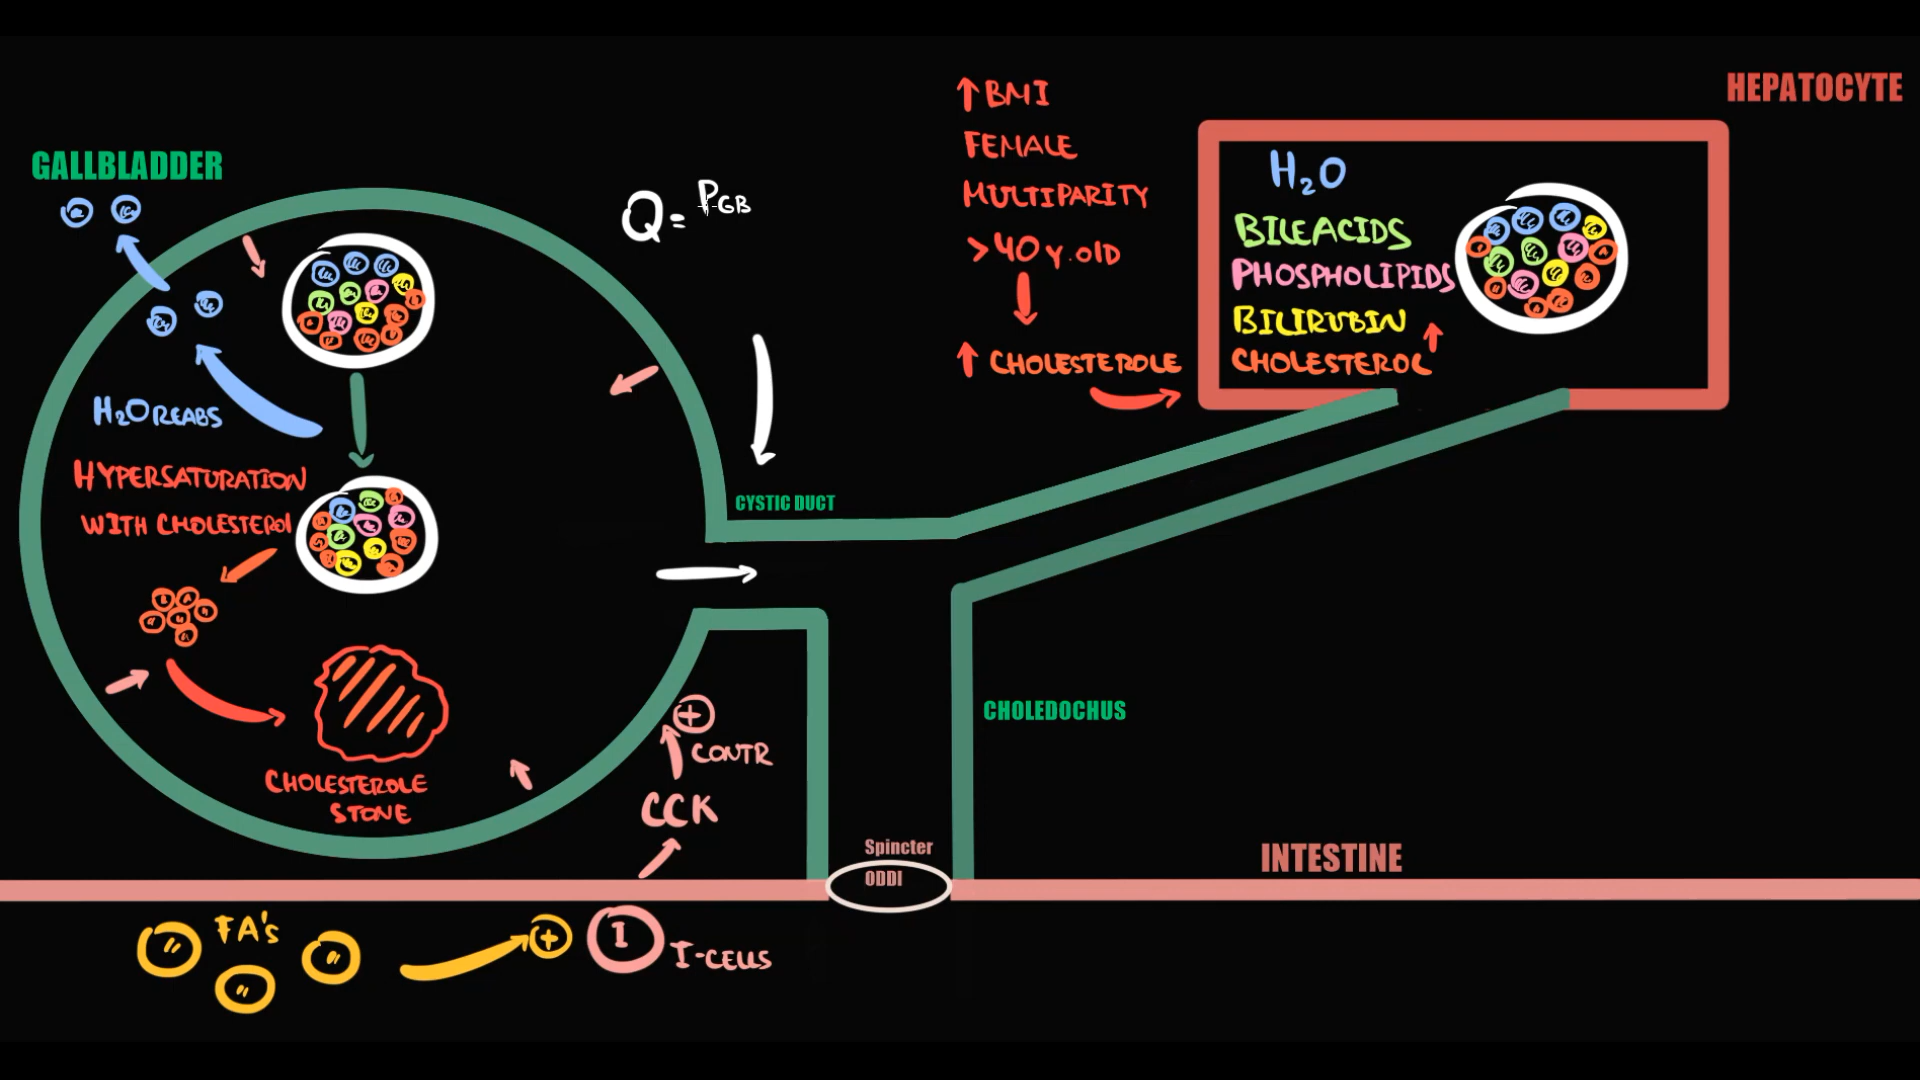 HEPATOCYTE
↑ BMI
FEMALE
MULTIPARITY
>40 y.old
↑ CHOLESTEROLE
H₂O
BILEACIDS
PHOSPHOLIPIDS
BILIRUBIN
CHOLESTEROL ↑
GALLBLADDER
Q= PGB
H₂O REABS
HYPERSATURATION
WITH CHOLESTEROL
CYSTIC DUCT
CHOLESTEROLE
STONE
+
CONTR
CCK
CHOLEDOCHUS
Spincter
ODDI
INTESTINE
FA's
+
I
I-CELLS